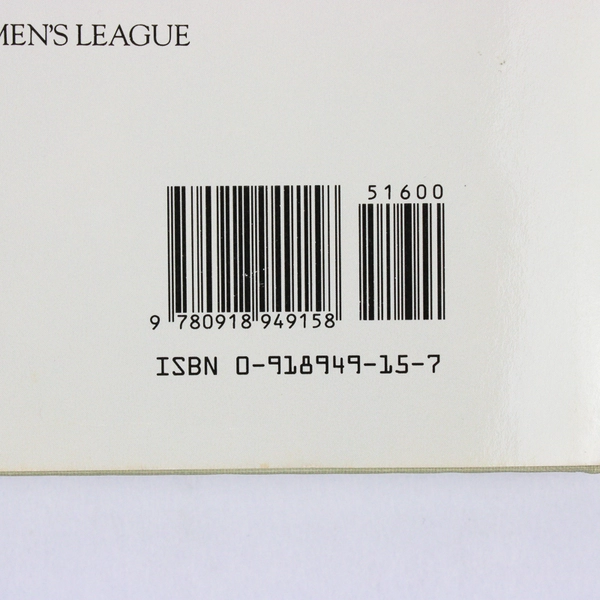 MEN'S LEAGUE
51600
9 780918 949158
ISBN 0-918949-15-7